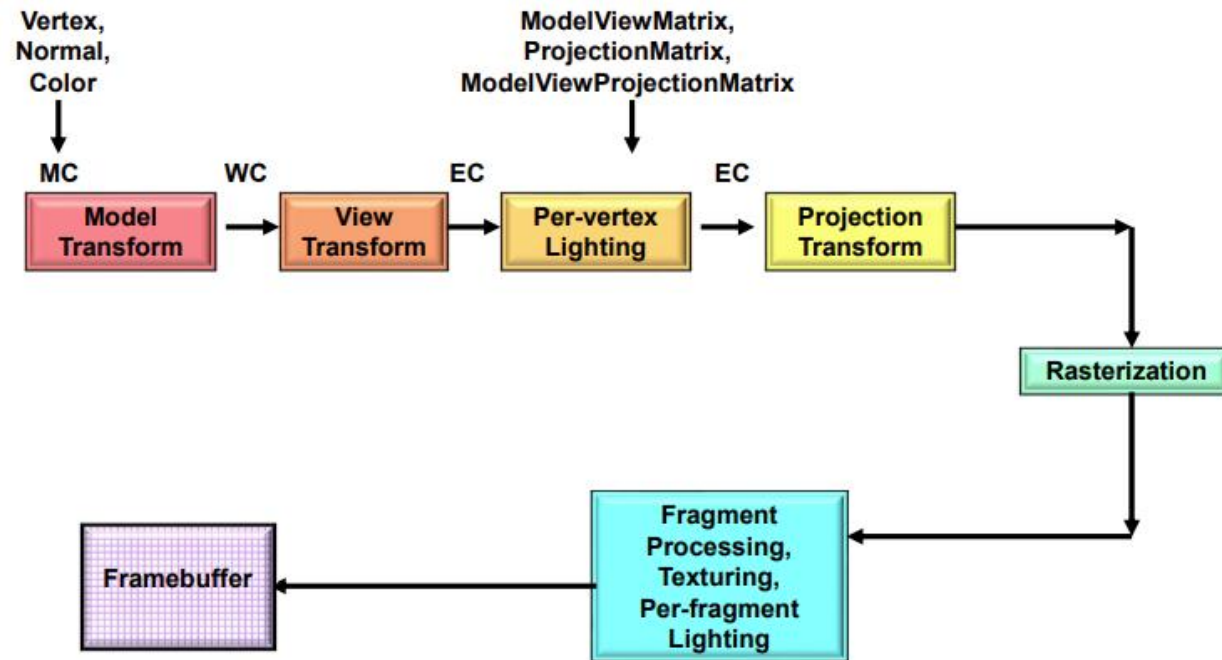 Vertex,
Normal,
Color
ModelViewMatrix,
ProjectionMatrix,
ModelViewProjectionMatrix
MC
WC
EC
EC
Model
Transform
View
Transform
Per-vertex
Lighting
Projection
Transform
Rasterization
Fragment
Processing,
Texturing,
Per-fragment
Lighting
Framebuffer